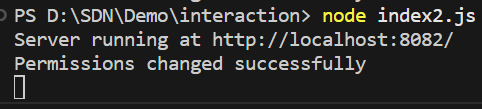 PS D:\SDN\Demo\interaction> node index2.js
Server running at http://localhost:8082/
Permissions changed successfully